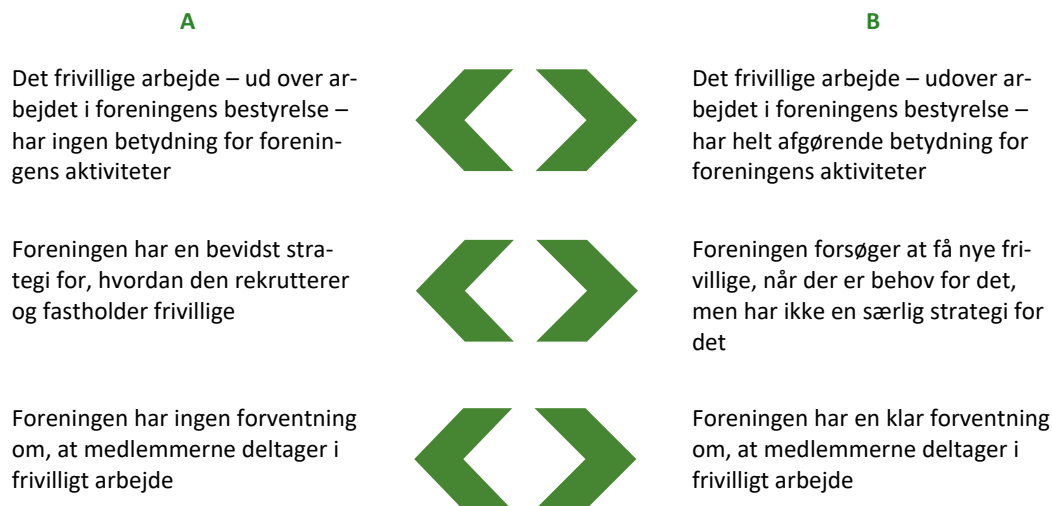 A
B
Det frivillige arbejde – ud over ar-
bejdet i foreningens bestyrelse –
har ingen betydning for forenin-
gens aktiviteter
Det frivillige arbejde – udover ar-
bejdet i foreningens bestyrelse –
har helt afgørende betydning for
foreningens aktiviteter
Foreningen har en bevidst stra-
tegi for, hvordan den rekrutterer
og fastholder frivillige
Foreningen forsøger at få nye fri-
villige, når der er behov for det,
men har ikke en særlig strategi for
det
Foreningen har ingen forventning
om, at medlemmerne deltager i
frivilligt arbejde
Foreningen har en klar forventning
om, at medlemmerne deltager i
frivilligt arbejde